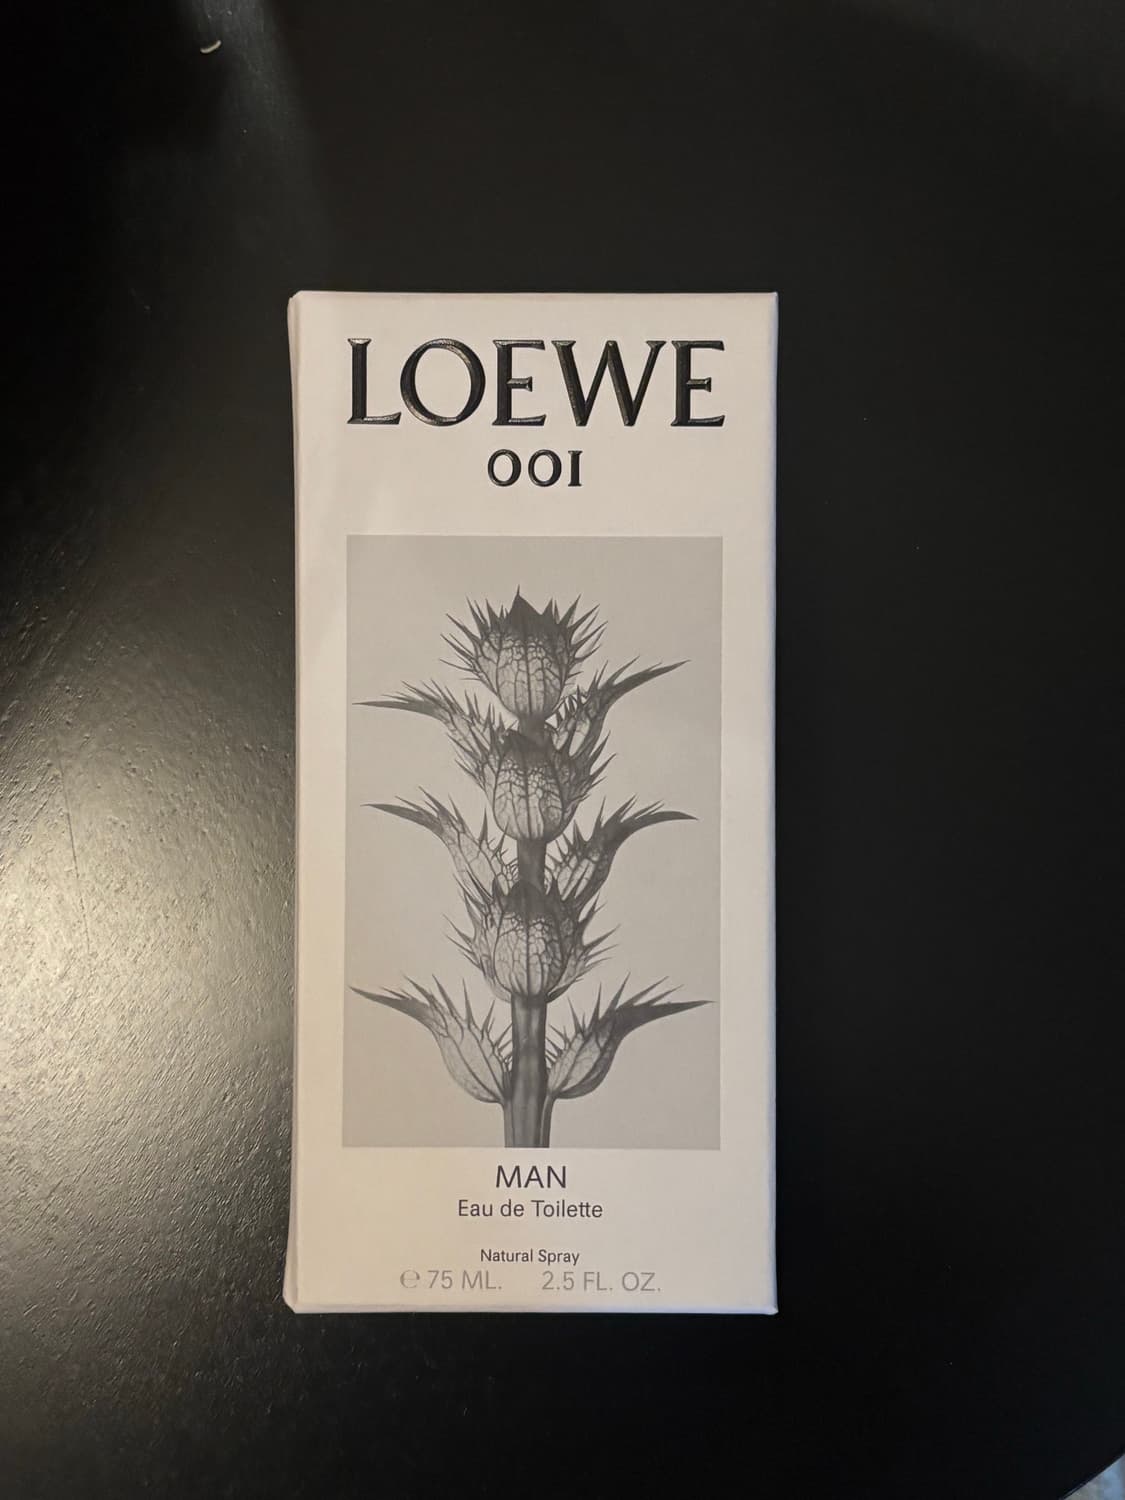 LOEWE
001
MAN
Eau de Toilette
Natural Spray
℮ 75 ML. 2.5 FL. OZ.